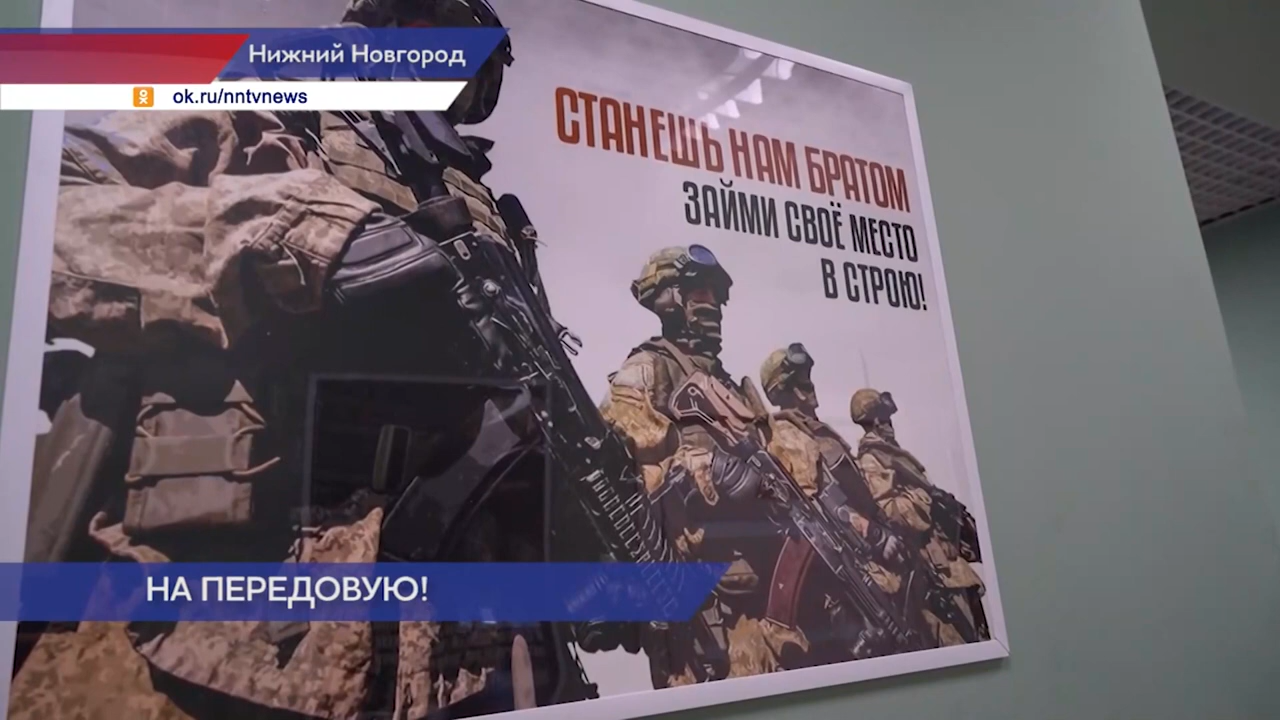 Нижний Новгород
ok.ru/nntvnews
СТАНЕШЬ НАМ БРАТОМ
ЗАЙМИ СВОЁ МЕСТО
В СТРОЮ!
НА ПЕРЕДОВУЮ!